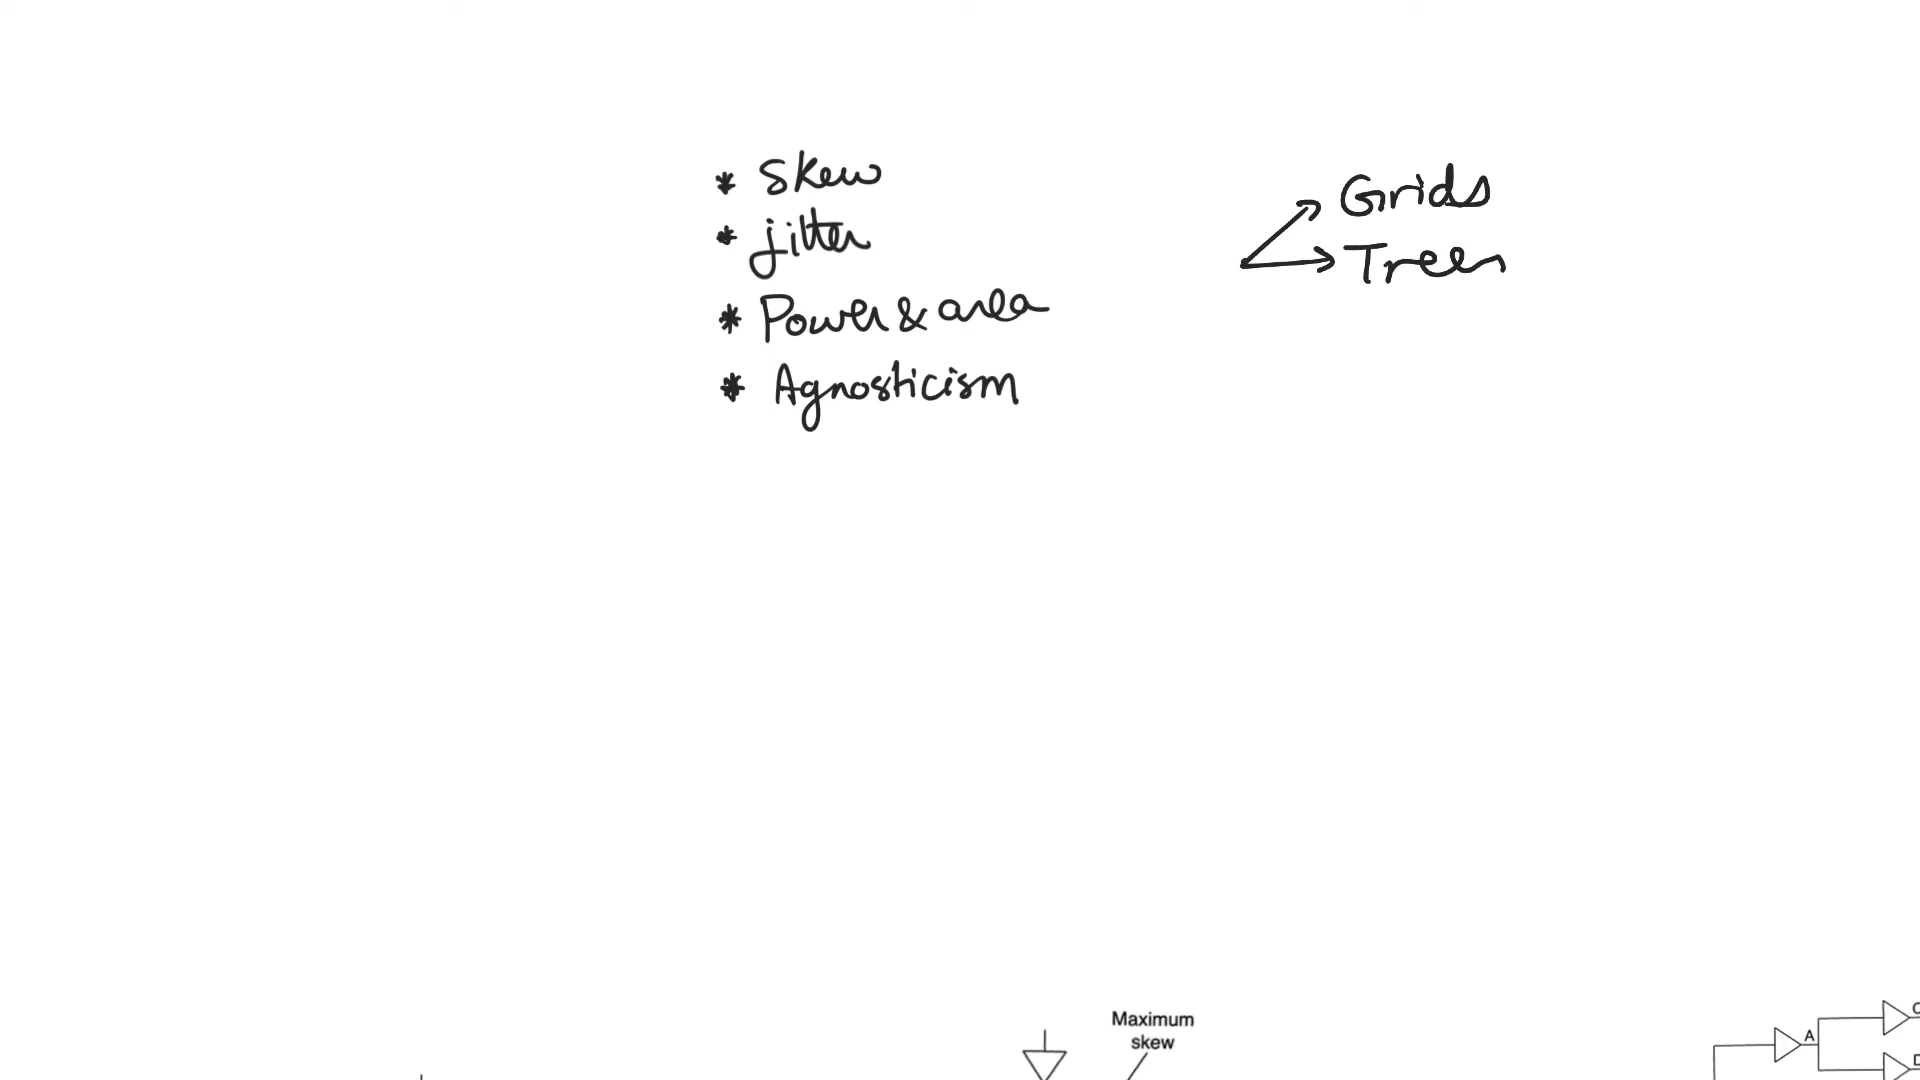 * Skew
* jitter
* Power & area
* Agnosticism
Grids
Trees
Maximum
skew
A